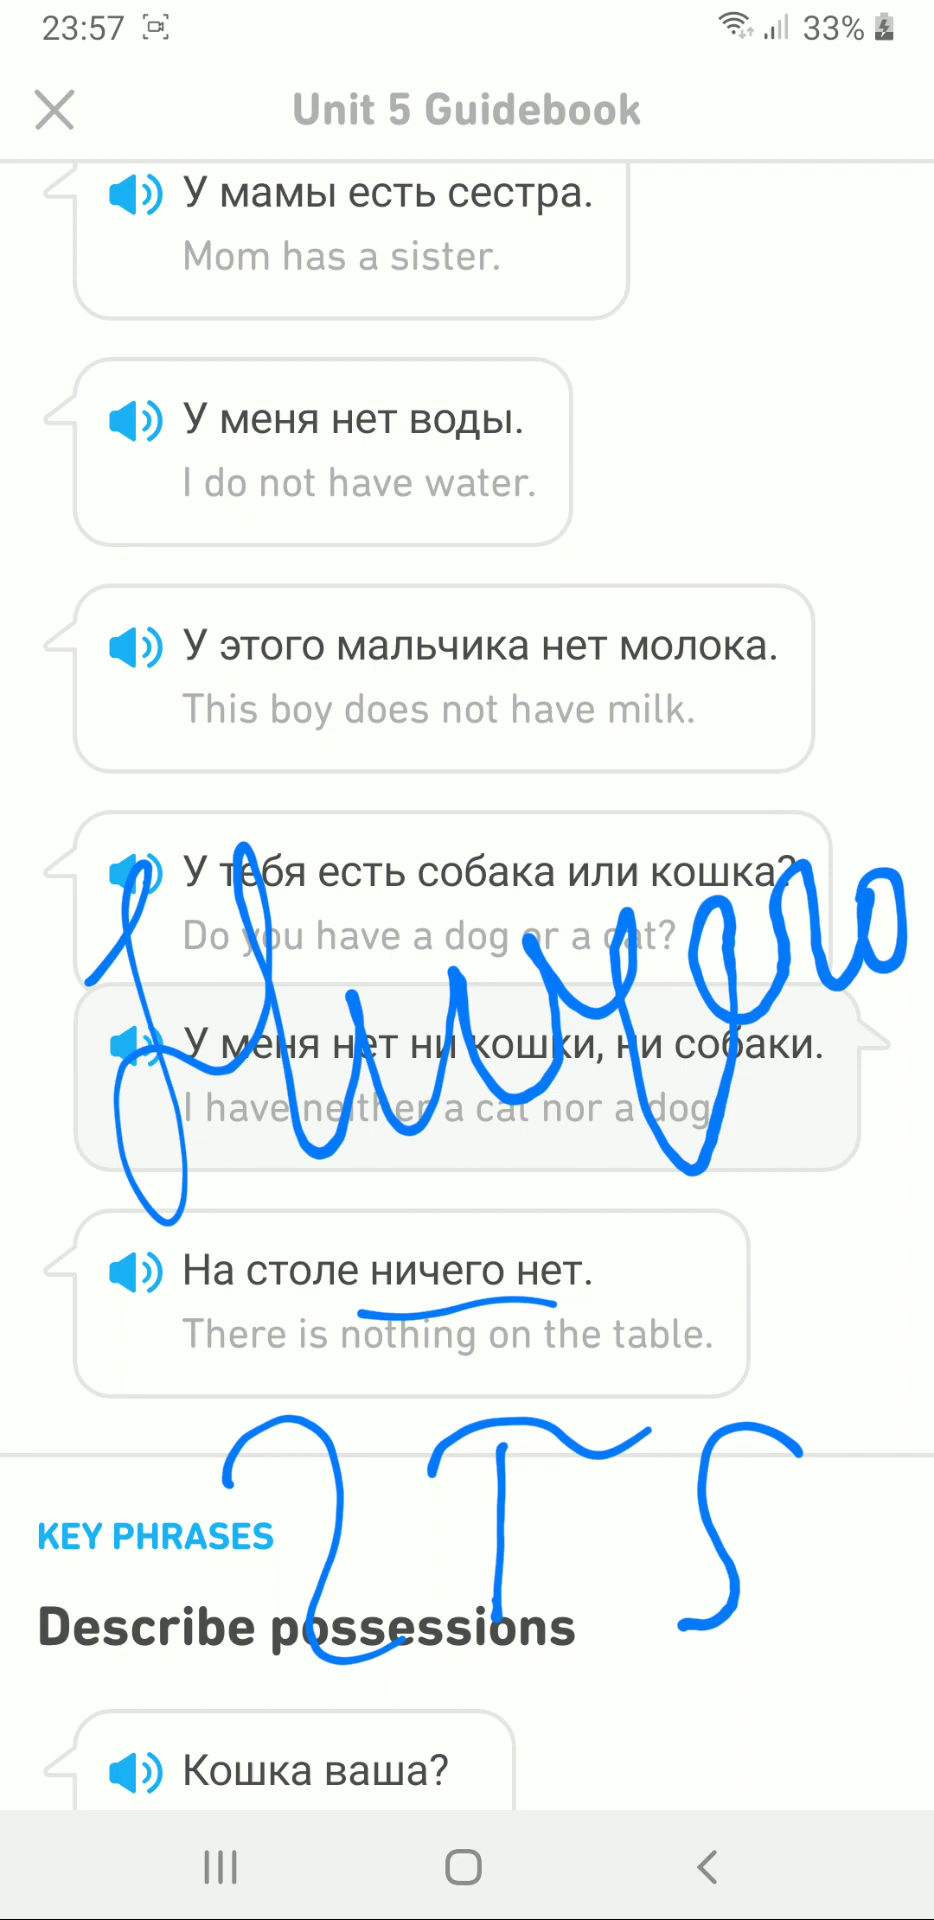 23:57 33%
Unit 5 Guidebook
У мамы есть сестра.
Mom has a sister.
У меня нет воды.
I do not have water.
У этого мальчика нет молока.
This boy does not have milk.
У тебя есть собака или кошка?
Do you have a dog or a cat?
У меня нет ни кошки, ни собаки.
I have neither a cat nor a dog.
На столе ничего нет.
There is nothing on the table.
KEY PHRASES
Describe possessions
Кошка ваша?